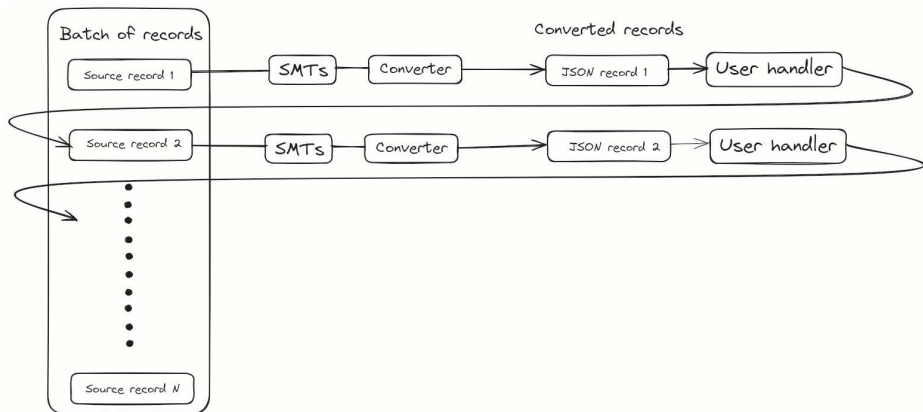 Batch of records
Converted records
Source record 1
SMTs
Converter
JSON record 1
User handler
Source record 2
SMTs
Converter
JSON record 2
User handler
Source record N